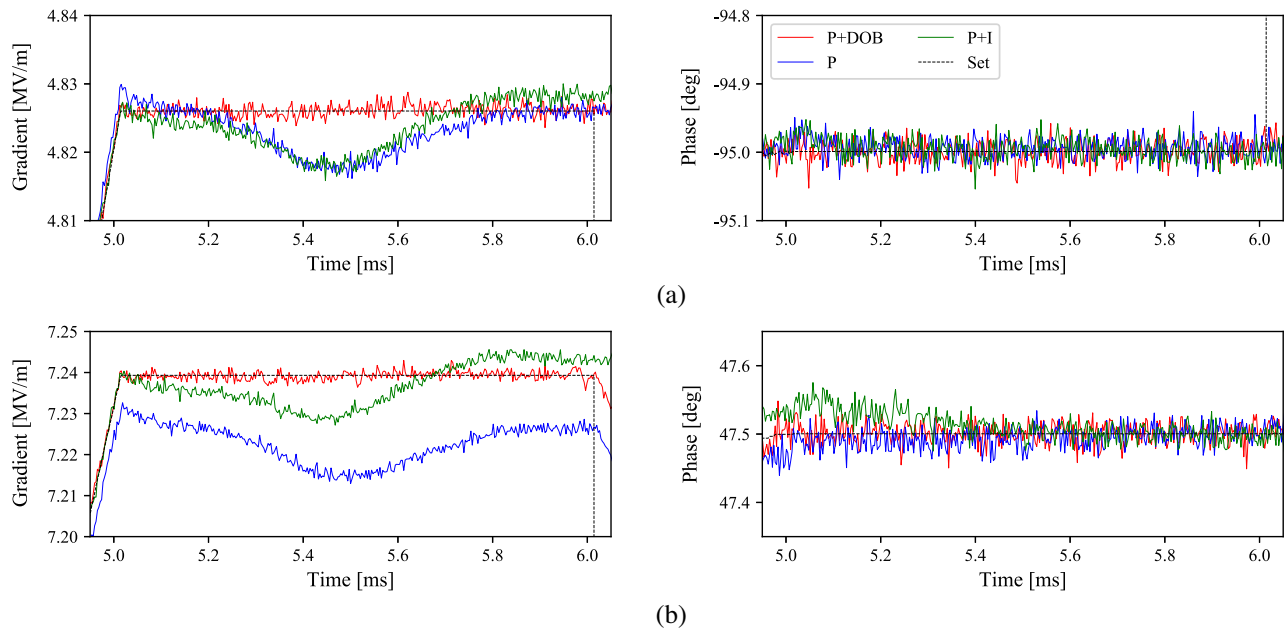 4.84
4.83
4.82
4.81
Gradient [MV/m]
5.0 5.2 5.4 5.6 5.8 6.0
Time [ms]
-94.8
-94.9
-95.0
-95.1
Phase [deg]
P+DOB P+I
P Set
5.0 5.2 5.4 5.6 5.8 6.0
Time [ms]
(a)
7.25
7.24
7.23
7.22
7.21
7.20
Gradient [MV/m]
5.0 5.2 5.4 5.6 5.8 6.0
Time [ms]
47.6
47.5
47.4
Phase [deg]
5.0 5.2 5.4 5.6 5.8 6.0
Time [ms]
(b)